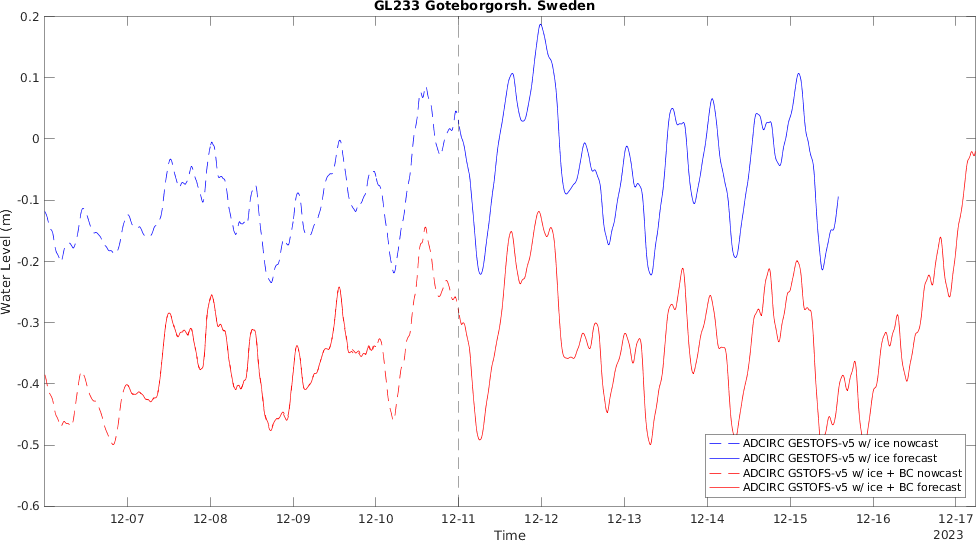 GL233 Goteborgorsh. Sweden
Water Level (m)
0.2
0.1
0
-0.1
-0.2
-0.3
-0.4
-0.5
-0.6
12-07 12-08 12-09 12-10 12-11 12-12 12-13 12-14 12-15 12-16 12-17
Time
2023
ADCIRC GESTOFS-v5 w/ ice nowcast
ADCIRC GESTOFS-v5 w/ ice forecast
ADCIRC GSTOFS-v5 w/ ice + BC nowcast
ADCIRC GSTOFS-v5 w/ ice + BC forecast